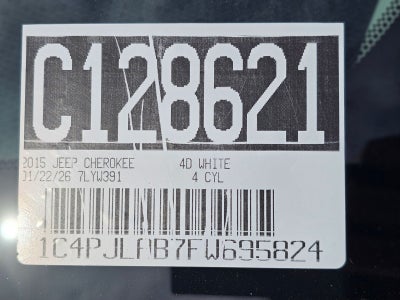 C128621
2015 JEEP CHEROKEE 4D WHITE
01/22/26 7LYW391 4 CYL
1C4PJLAB7FW695824